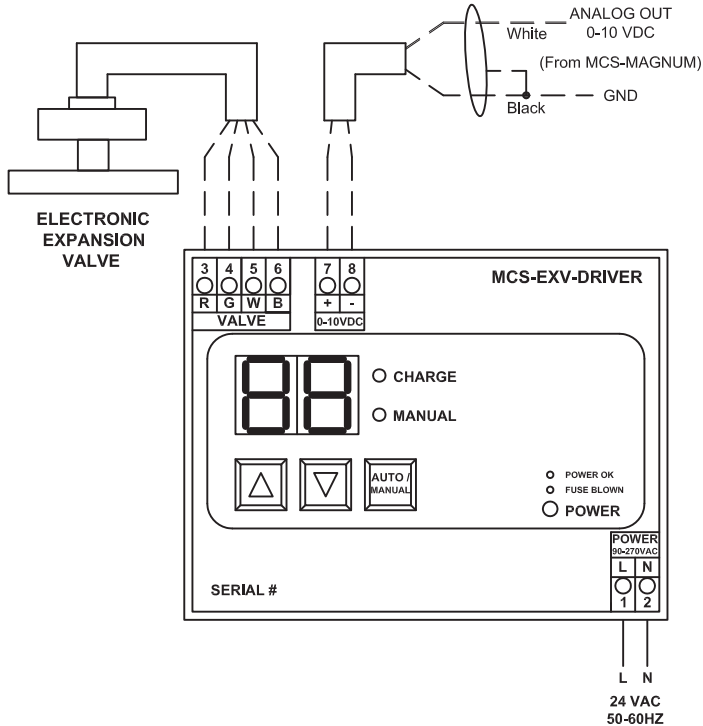 ANALOG OUT
0-10 VDC
White
(From MCS-MAGNUM)
GND
Black
ELECTRONIC
EXPANSION
VALVE
3 4 5 6
R G W B
VALVE
7 8
+ -
0-10VDC
MCS-EXV-DRIVER
88
CHARGE
MANUAL
AUTO /
MANUAL
POWER OK
FUSE BLOWN
POWER
POWER
90-270VAC
L N
1 2
SERIAL #
L N
24 VAC
50-60HZ